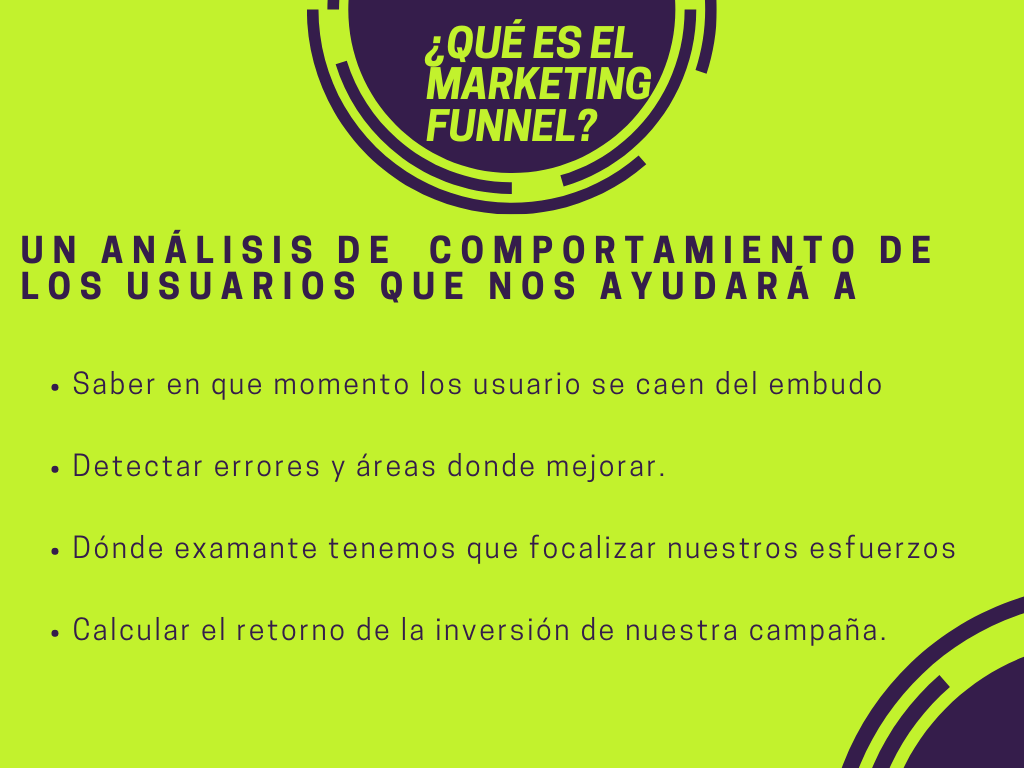 ¿QUÉ ES EL
MARKETING
FUNNEL?
UN ANÁLISIS DE COMPORTAMIENTO DE
LOS USUARIOS QUE NOS AYUDARÁ A
• Saber en que momento los usuario se caen del embudo
• Detectar errores y áreas donde mejorar.
• Dónde examante tenemos que focalizar nuestros esfuerzos
• Calcular el retorno de la inversión de nuestra campaña.